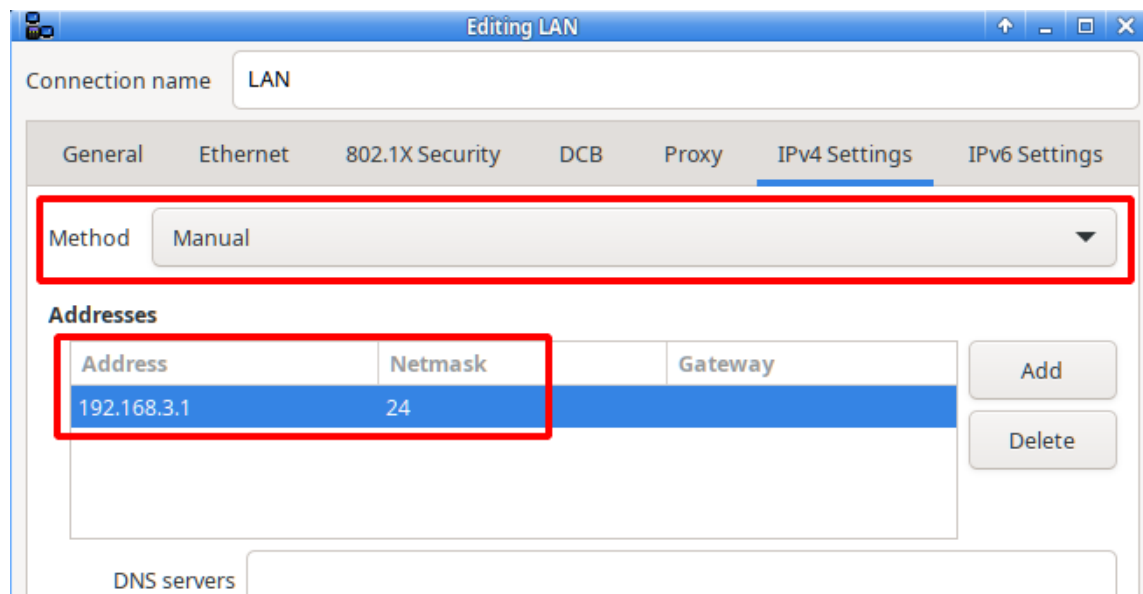 Editing LAN
Connection name LAN
General Ethernet 802.1X Security DCB Proxy IPv4 Settings IPv6 Settings
Method Manual
Addresses
Address Netmask Gateway Add
192.168.3.1 24
Delete
DNS servers